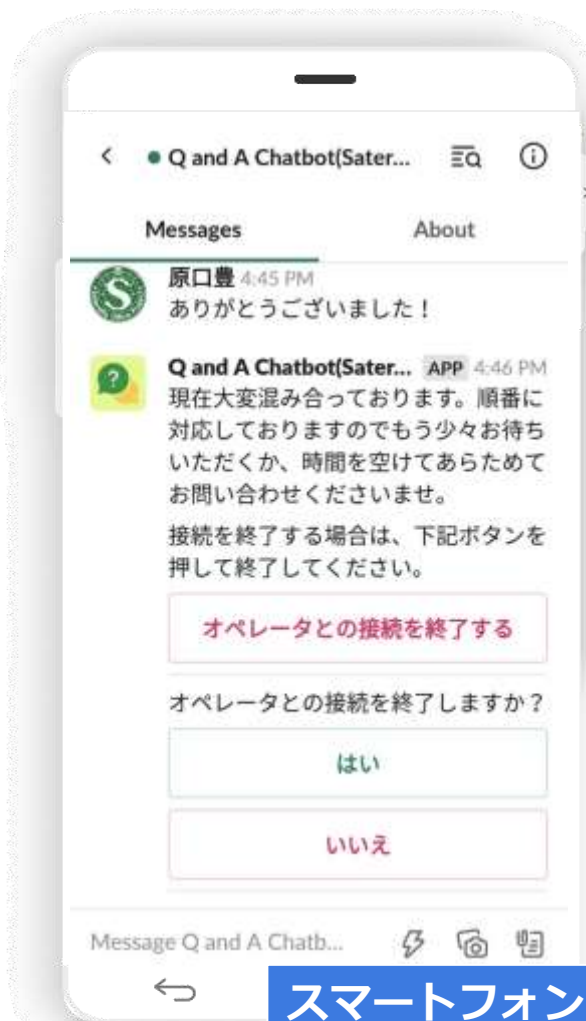 Q and A Chatbot(Sater...
Messages
About
原口豊 4:45 PM
ありがとうございました！
Q and A Chatbot(Sater... APP 4:46 PM
現在大変混み合っております。順番に
対応しておりますのでもう少々お待ち
いただくか、時間を空けてあらためて
お問い合わせくださいませ。
接続を終了する場合は、下記ボタンを
押して終了してください。
オペレータとの接続を終了する
オペレータとの接続を終了しますか？
はい
いいえ
Message Q and A Chatb...
スマートフォン